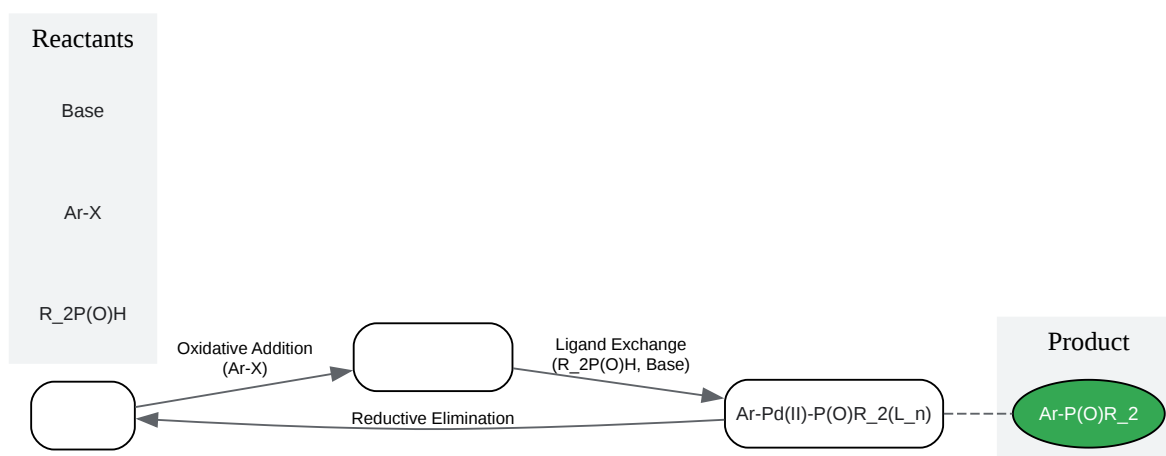 Reactants
Base
Ar-X
R_2P(O)H
Oxidative Addition
(Ar-X)
Ligand Exchange
(R_2P(O)H, Base)
Reductive Elimination
Ar-Pd(II)-P(O)R_2(L_n)
Product
Ar-P(O)R_2